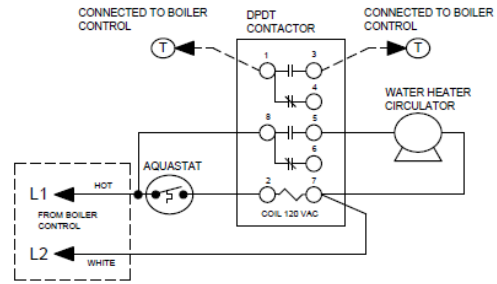 CONNECTED TO BOILER
CONTROL
DPDT
CONTACTOR
CONNECTED TO BOILER
CONTROL
T
1
3
T
4
WATER HEATER
CIRCULATOR
8
5
6
AQUASTAT
L1
HOT
2
7
FROM BOILER
CONTROL
COIL 120 VAC
L2
WHITE